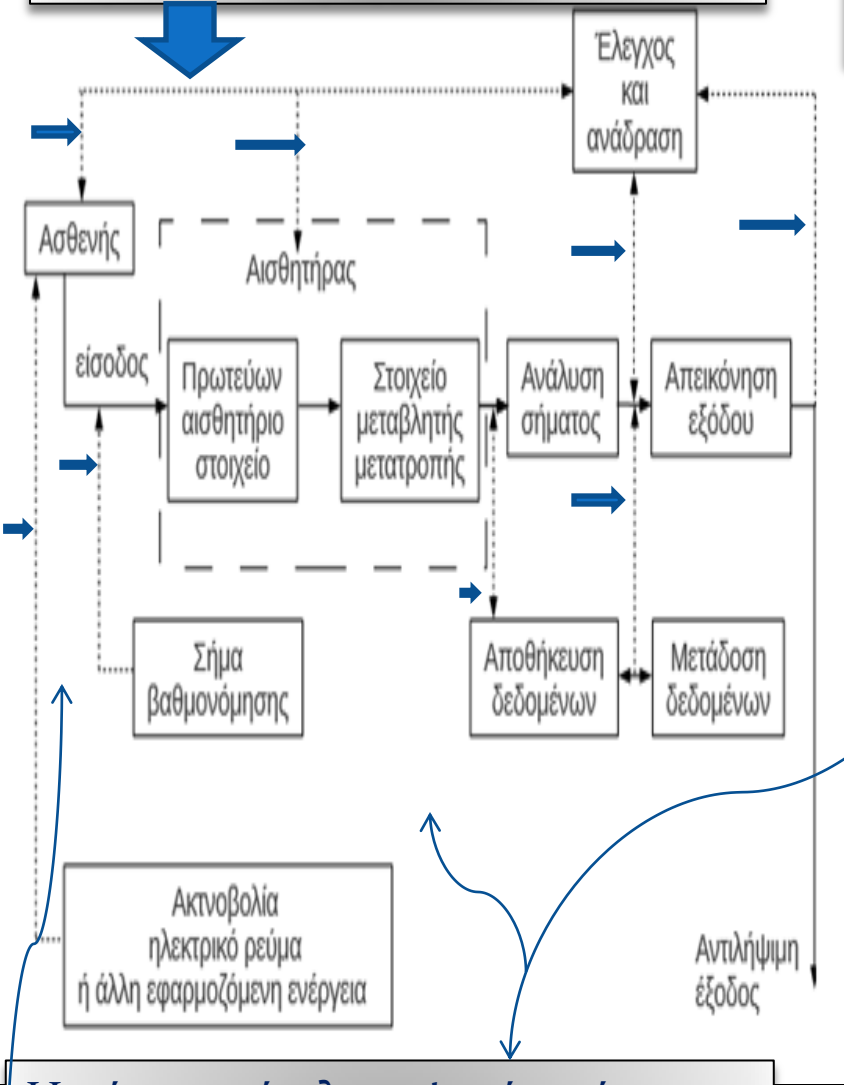 Έλεγχος
και
ανάδραση
Ασθενής
Αισθητήρας
είσοδος
Πρωτεύων
αισθητήριο
στοιχείο
Στοιχείο
μεταβλητής
μετατροπής
Ανάλυση
σήματος
Απεικόνηση
εξόδου
Σήμα
βαθμονόμησης
Αποθήκευση
δεδομένων
Μετάδοση
δεδομένων
Ακτνοβολία
ηλεκτρικό ρεύμα
ή άλλη εφαρμοζόμενη ενέργεια
Αντιλήψιμη
έξοδος